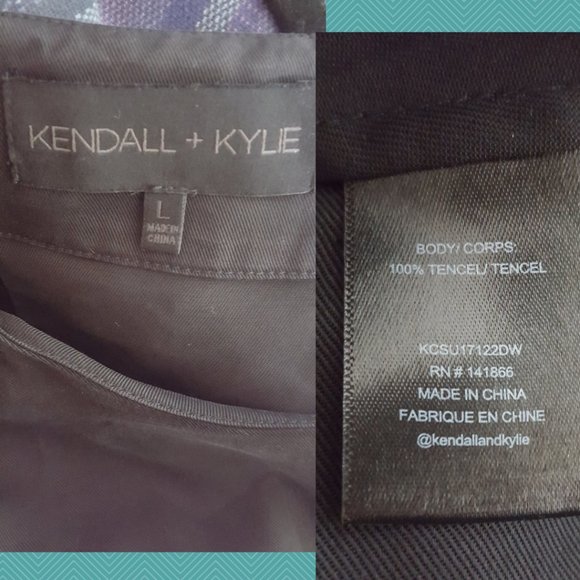 KENDALL + KYLIE
L
MADE IN
CHINA
BODY/ CORPS:
100% TENCEL/ TENCEL
KCSU17122DW
RN # 141866
MADE IN CHINA
FABRIQUE EN CHINE
@kendallandkylie